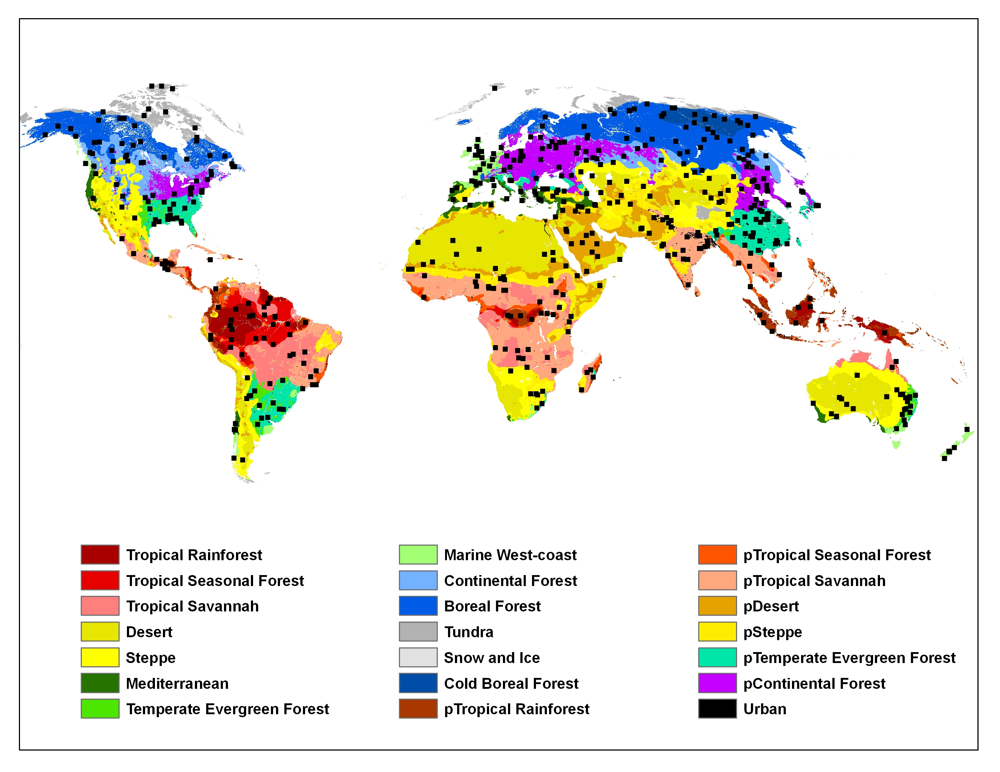 Tropical Rainforest
Tropical Seasonal Forest
Tropical Savannah
Desert
Steppe
Mediterranean
Temperate Evergreen Forest
Marine West-coast
Continental Forest
Boreal Forest
Tundra
Snow and Ice
Cold Boreal Forest
pTropical Rainforest
pTropical Seasonal Forest
pTropical Savannah
pDesert
pSteppe
pTemperate Evergreen Forest
pContinental Forest
Urban